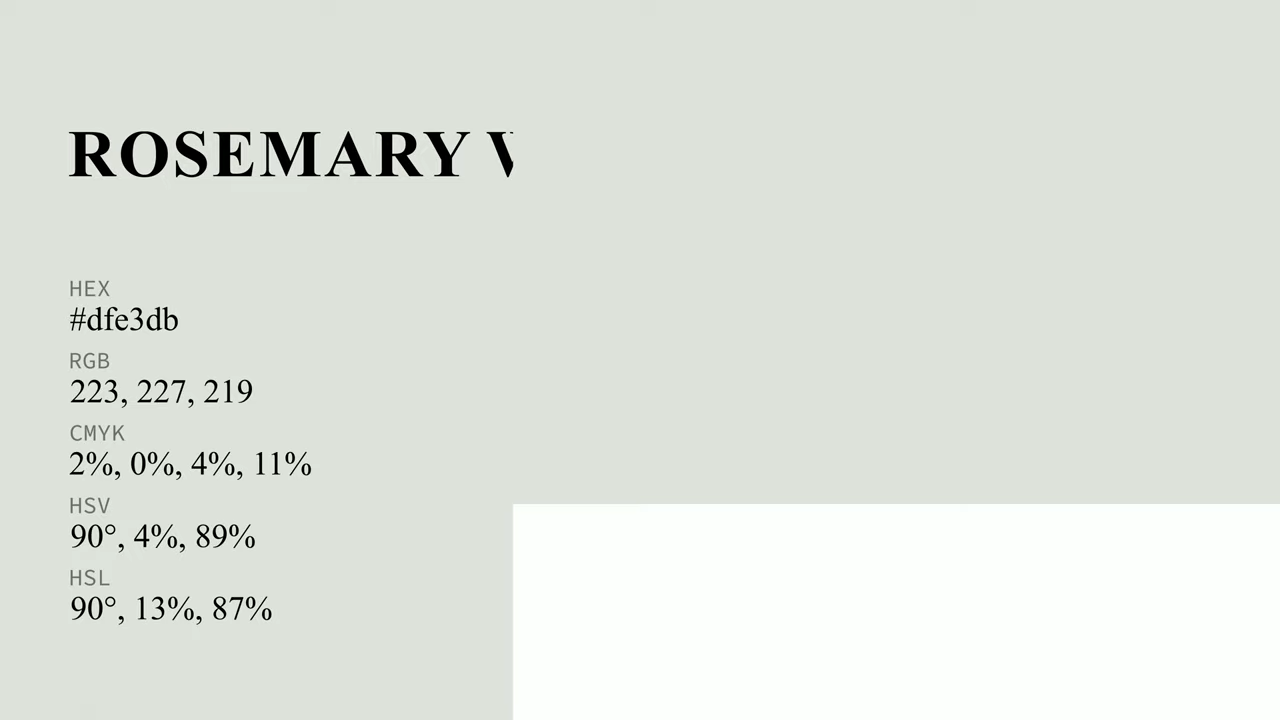 ROSEMARY
HEX
#dfe3db
RGB
223, 227, 219
CMYK
2%, 0%, 4%, 11%
HSV
90°, 4%, 89%
HSL
90°, 13%, 87%